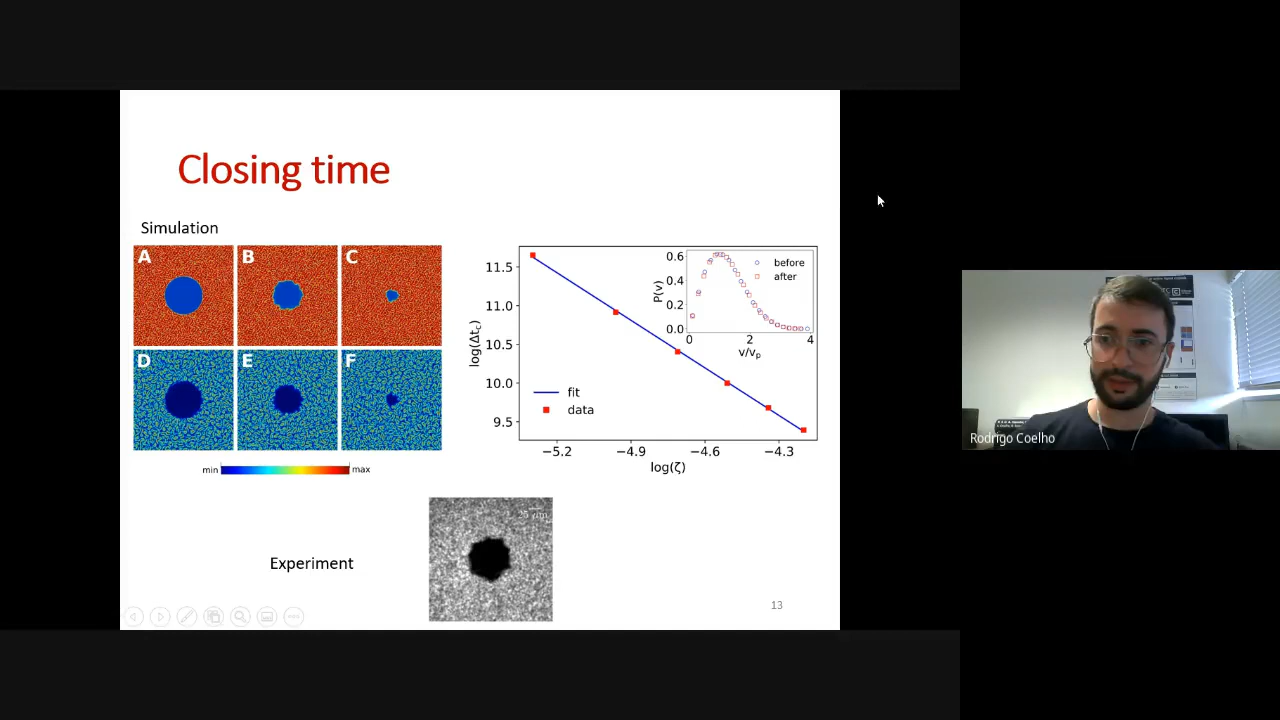 Closing time
Simulation
A
B
C
D
E
F
min
max
11.5
11.0
10.5
10.0
9.5
log(Δt_c)
fit
data
−5.2
−4.9
−4.6
−4.3
log(ζ)
0.6
0.4
0.2
0.0
P(v)
before
after
0
2
4
v/v_p
25 μm
Experiment
13
Rodrigo Coelho